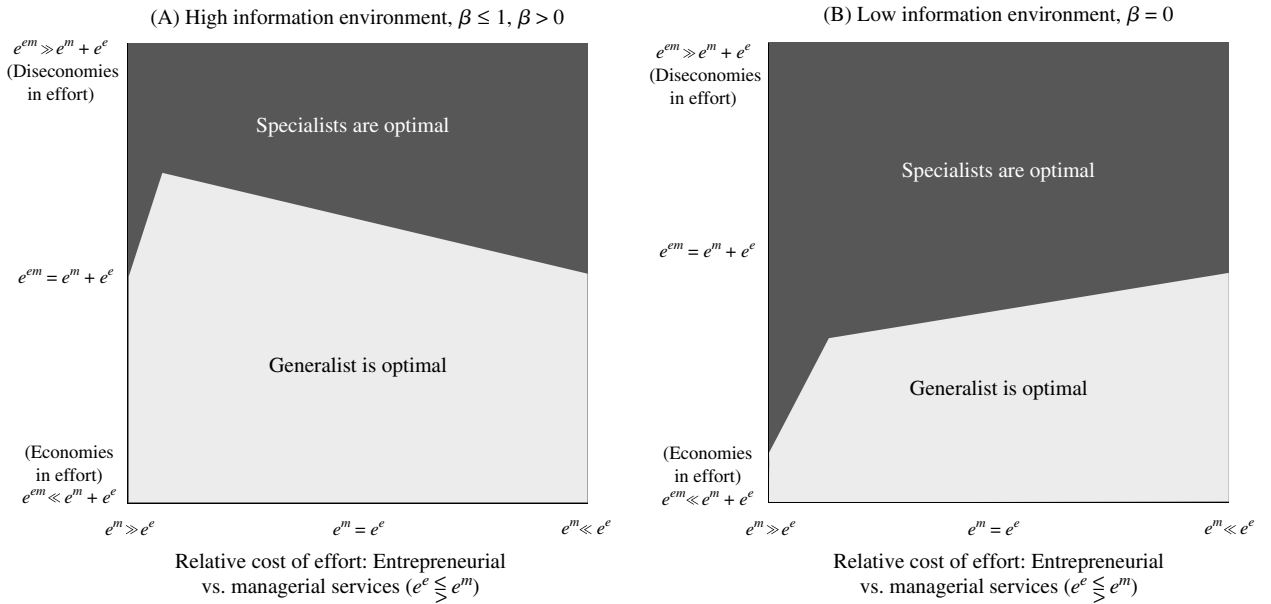 (A) High information environment, β ≤ 1, β > 0
e^{em} ≫ e^m + e^e
(Diseconomies
in effort)
Specialists are optimal
e^{em} = e^m + e^e
Generalist is optimal
(Economies
in effort)
e^{em} ≪ e^m + e^e
e^m ≫ e^e
e^m = e^e
e^m ≪ e^e
Relative cost of effort: Entrepreneurial
vs. managerial services (e^e ⪋ e^m)
(B) Low information environment, β = 0
e^{em} ≫ e^m + e^e
(Diseconomies
in effort)
Specialists are optimal
e^{em} = e^m + e^e
Generalist is optimal
(Economies
in effort)
e^{em} ≪ e^m + e^e
e^m ≫ e^e
e^m = e^e
e^m ≪ e^e
Relative cost of effort: Entrepreneurial
vs. managerial services (e^e ⪋ e^m)